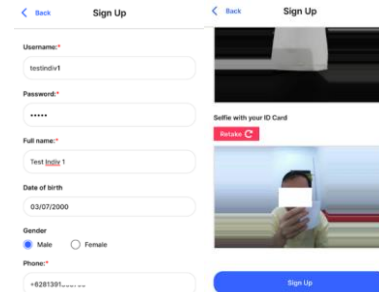 Back
Sign Up
Username:*
testindiv1
Password:*
•••••
Full name:*
Test Indiv 1
Date of birth
03/07/2000
Gender
Male
Female
Phone:*
Back
Sign Up
Selfie with your ID Card
Retake
Sign Up